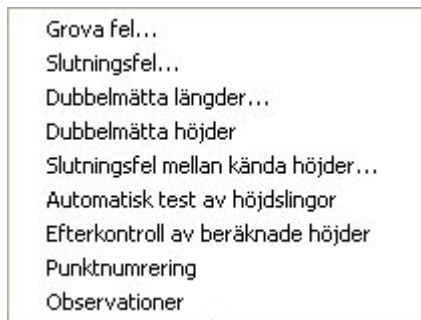 Grova fel...
Slutningsfel...
Dubbelmätta längder...
Dubbelmätta höjder
Slutningsfel mellan kända höjder...
Automatisk test av höjdslingor
Efterkontroll av beräknade höjder
Punktnumrering
Observationer